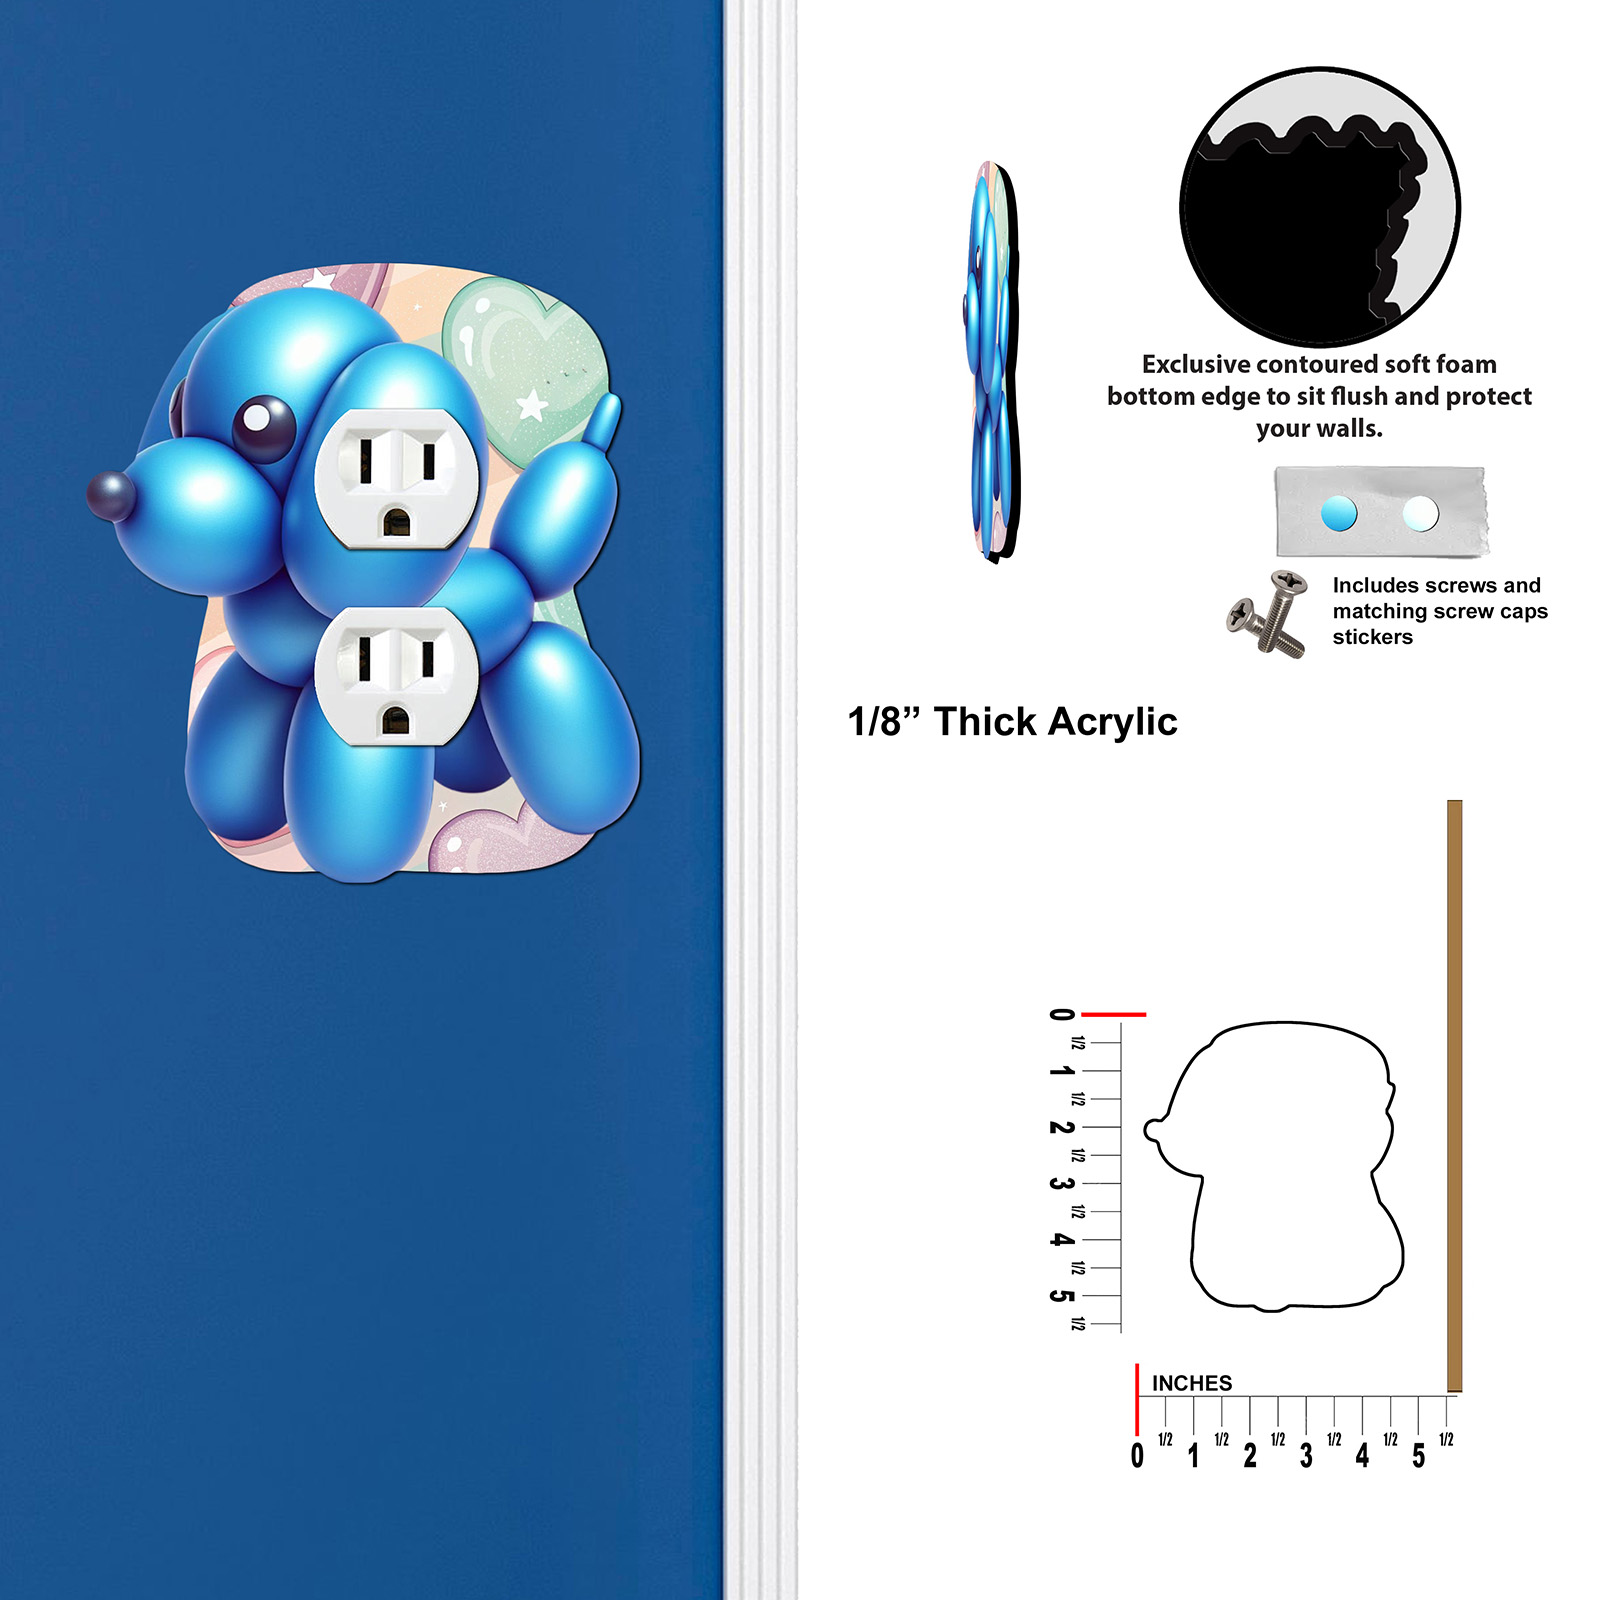 Exclusive contoured soft foam
bottom edge to sit flush and protect
your walls.
Includes screws and
matching screw caps
stickers
1/8” Thick Acrylic
0
1/2
1
1/2
2
1/2
3
1/2
4
1/2
5
1/2
INCHES
0 1/2 1 1/2 2 1/2 3 1/2 4 1/2 5 1/2